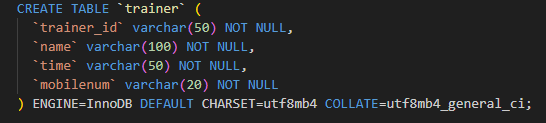 CREATE TABLE `trainer` (
  `trainer_id` varchar(50) NOT NULL,
  `name` varchar(100) NOT NULL,
  `time` varchar(50) NOT NULL,
  `mobilenum` varchar(20) NOT NULL
) ENGINE=InnoDB DEFAULT CHARSET=utf8mb4 COLLATE=utf8mb4_general_ci;